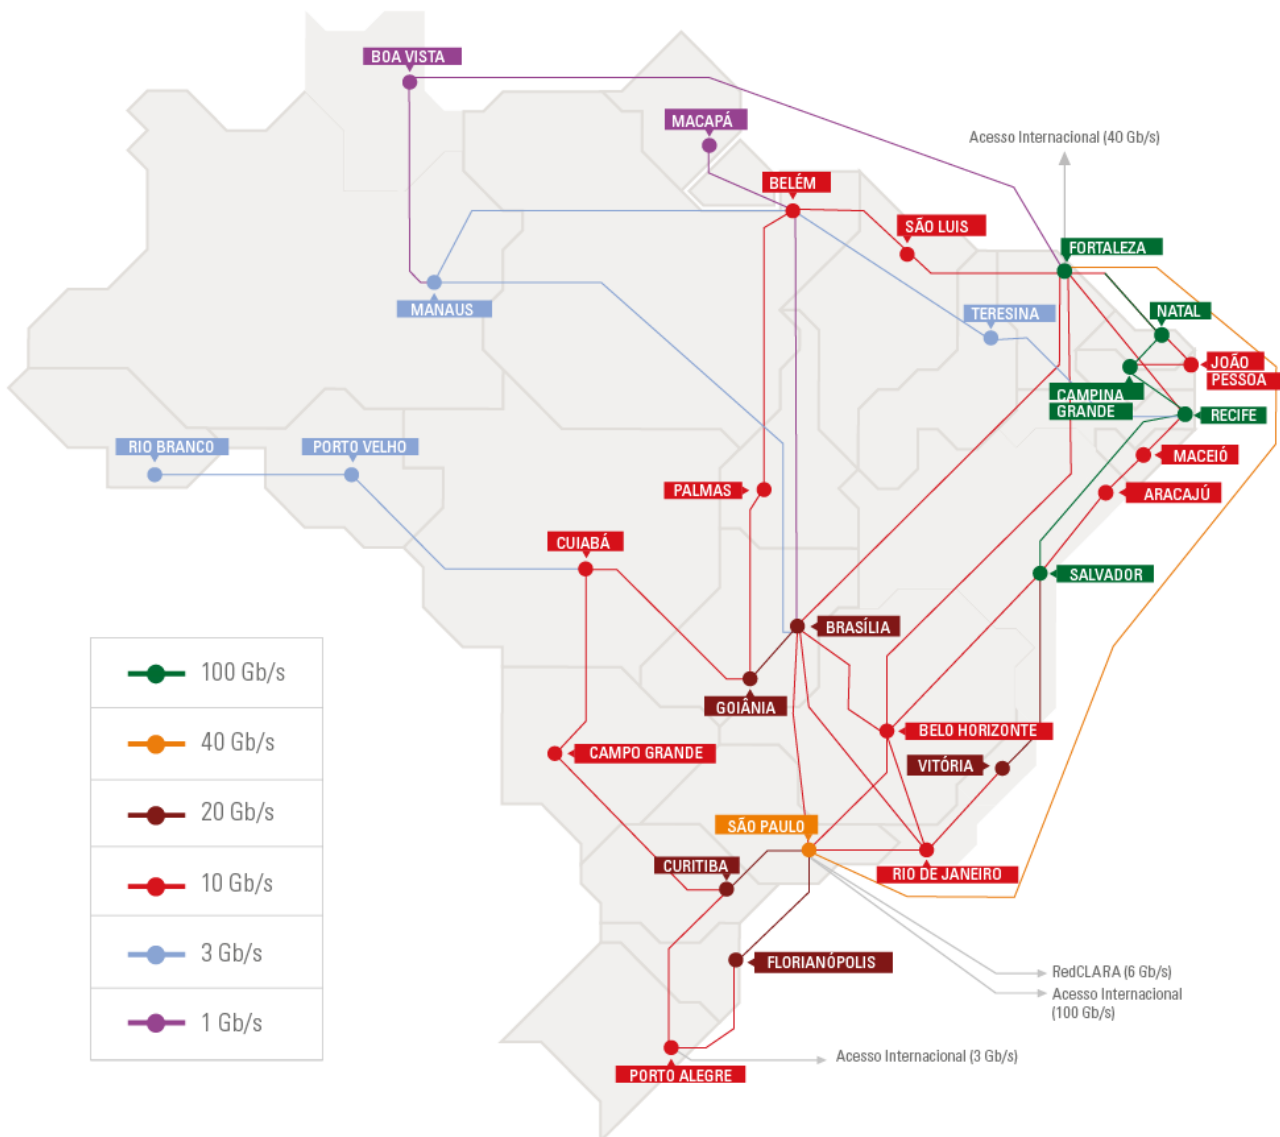 BOA VISTA
MACAPÁ
Acesso Internacional (40 Gb/s)
BELÉM
SÃO LUIS
FORTALEZA
MANAUS
TERESINA
NATAL
JOÃO
PESSOA
CAMPINA
GRANDE
RECIFE
RIO BRANCO
PORTO VELHO
MACEIÓ
PALMAS
ARACAJÚ
CUIABÁ
SALVADOR
BRASÍLIA
GOIÂNIA
BELO HORIZONTE
CAMPO GRANDE
VITÓRIA
SÃO PAULO
CURITIBA
RIO DE JANEIRO
FLORIANÓPOLIS
RedCLARA (6 Gb/s)
Acesso Internacional
(100 Gb/s)
Acesso Internacional (3 Gb/s)
PORTO ALEGRE
100 Gb/s
40 Gb/s
20 Gb/s
10 Gb/s
3 Gb/s
1 Gb/s